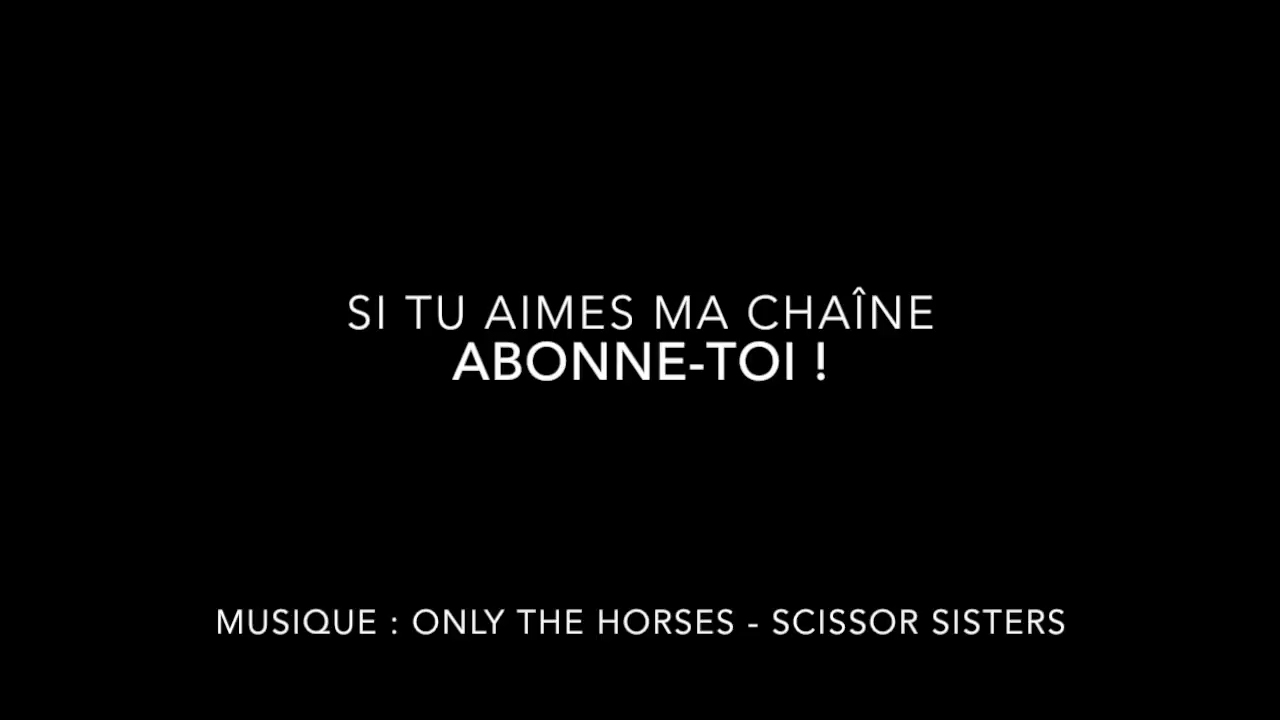 SI TU AIMES MA CHAÎNE
ABONNE-TOI !
MUSIQUE : ONLY THE HORSES - SCISSOR SISTERS